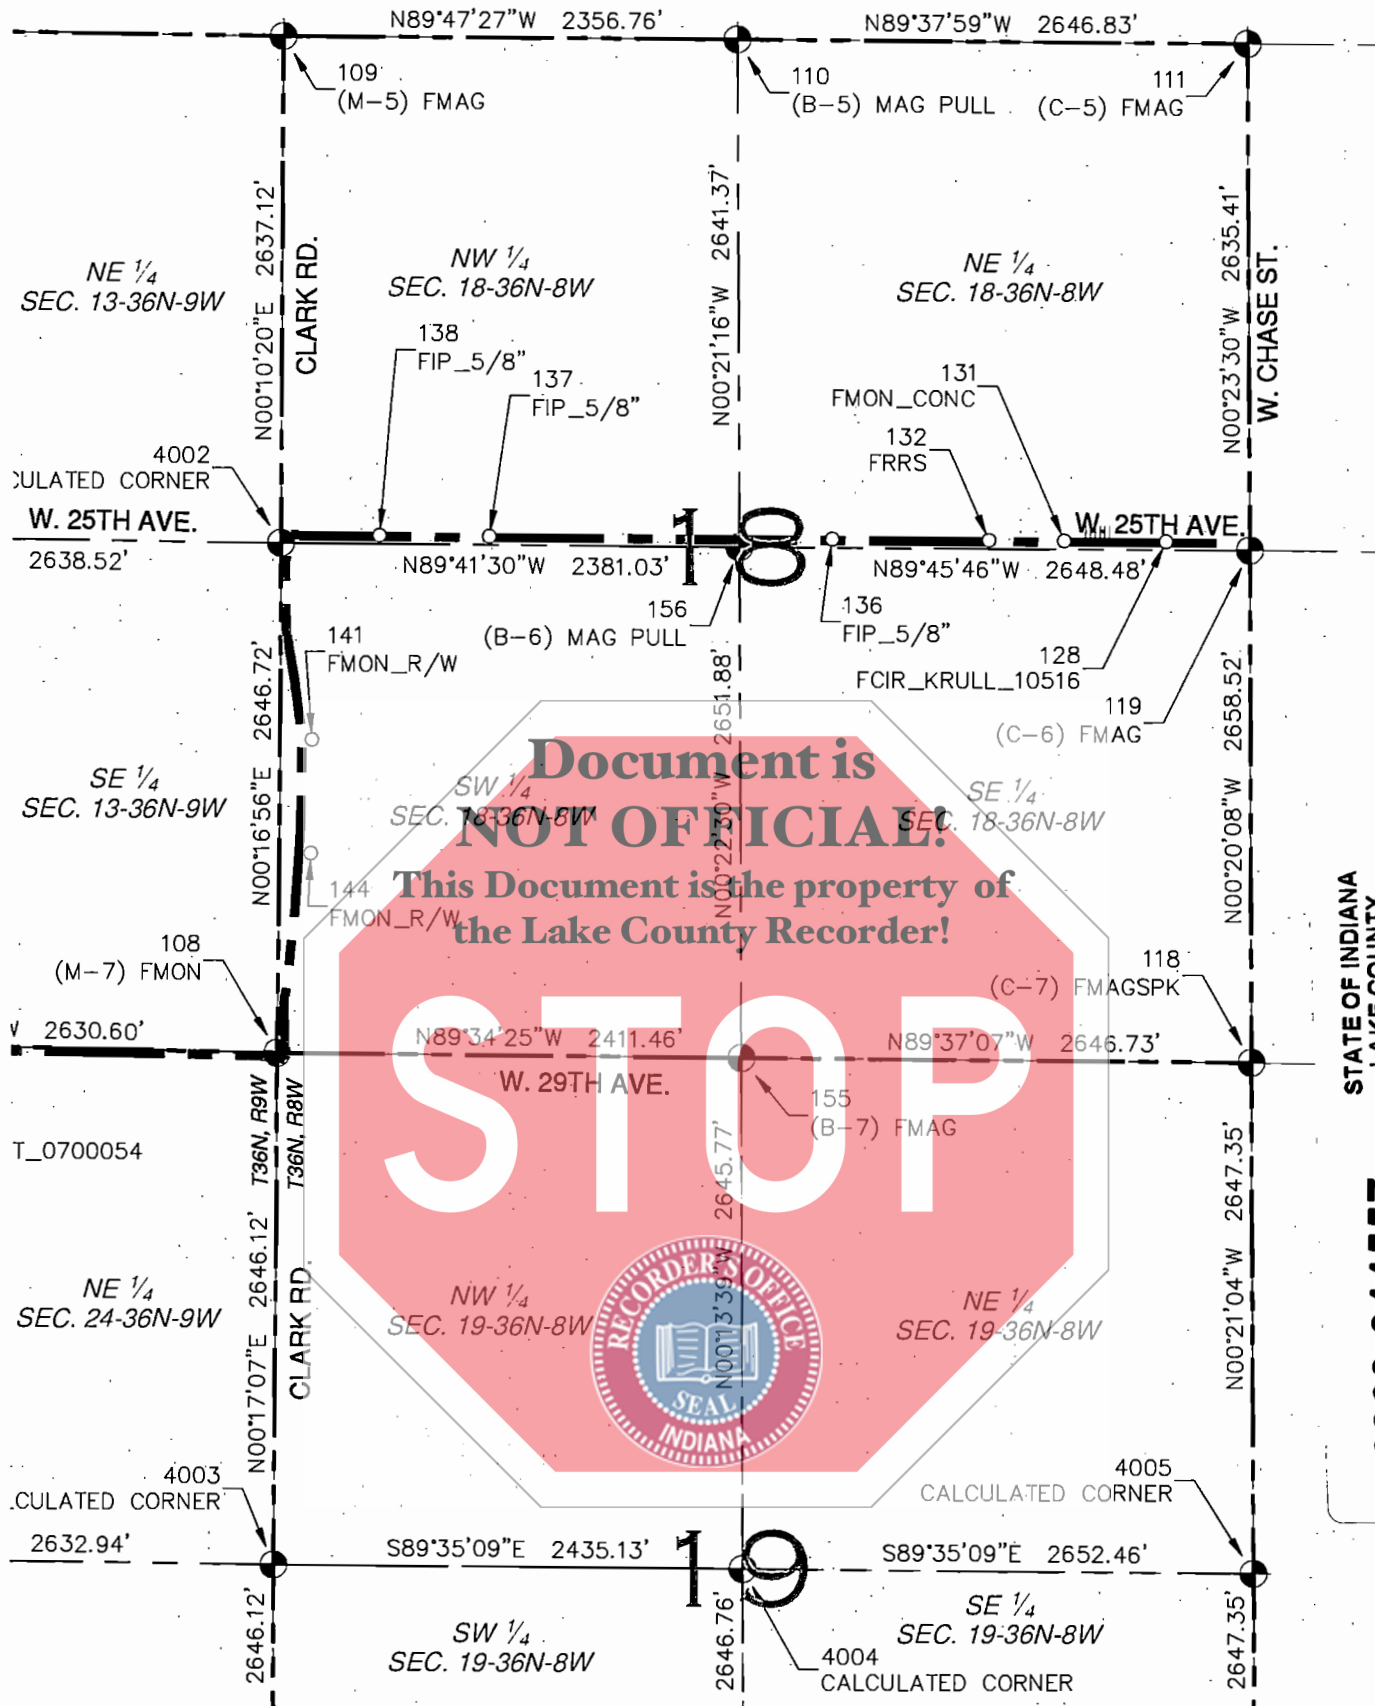 N89°47'27"W 2356.76'
N89°37'59"W 2646.83'
109
(M-5) FMAG
110
(B-5) MAG PULL
111
(C-5) FMAG
N00°10'20"E 2637.12'
CLARK RD.
N00°21'16"W 2641.37'
N00°23'30"W 2635.41'
W. CHASE ST.
NE 1/4
SEC. 13-36N-9W
NW 1/4
SEC. 18-36N-8W
NE 1/4
SEC. 18-36N-8W
138
FIP_5/8"
137
FIP_5/8"
131
FMON_CONC
132
FRRS
4002
CULATED CORNER
W. 25TH AVE.
W. 25TH AVE.
18
2638.52'
N89°41'30"W 2381.03'
N89°45'46"W 2648.48'
156
(B-6) MAG PULL
136
FIP_5/8"
128
FCIR_KRULL_10516
119
(C-6) FMAG
141
FMON_R/W
N00°16'56"E 2646.72'
N00°22'30"W 2651.88'
N00°20'08"W 2658.52'
SE 1/4
SEC. 13-36N-9W
SW 1/4
SEC. 18-36N-8W
SE 1/4
SEC. 18-36N-8W
Document is
NOT OFFICIAL!
This Document is the property of
the Lake County Recorder!
STOP
144
FMON_R/W
108
(M-7) FMON
118
(C-7) FMAGSPK
2630.60'
N89°34'25"W 2411.46'
N89°37'07"W 2646.73'
W. 29TH AVE.
155
(B-7) FMAG
T36N, R9W
T36N, R8W
T_0700054
STATE OF INDIANA
LAKE COUNTY
N00°17'07"E 2646.12'
CLARK RD.
N00°13'39"W 2645.77'
N00°21'04"W 2647.35'
NE 1/4
SEC. 24-36N-9W
NW 1/4
SEC. 19-36N-8W
NE 1/4
SEC. 19-36N-8W
RECORDER'S OFFICE
SEAL
INDIANA
4003
CULATED CORNER
4005
CALCULATED CORNER
2632.94'
S89°35'09"E 2435.13'
19
S89°35'09"E 2652.46'
2646.12'
2646.76'
2647.35'
SW 1/4
SEC. 19-36N-8W
SE 1/4
SEC. 19-36N-8W
4004
CALCULATED CORNER